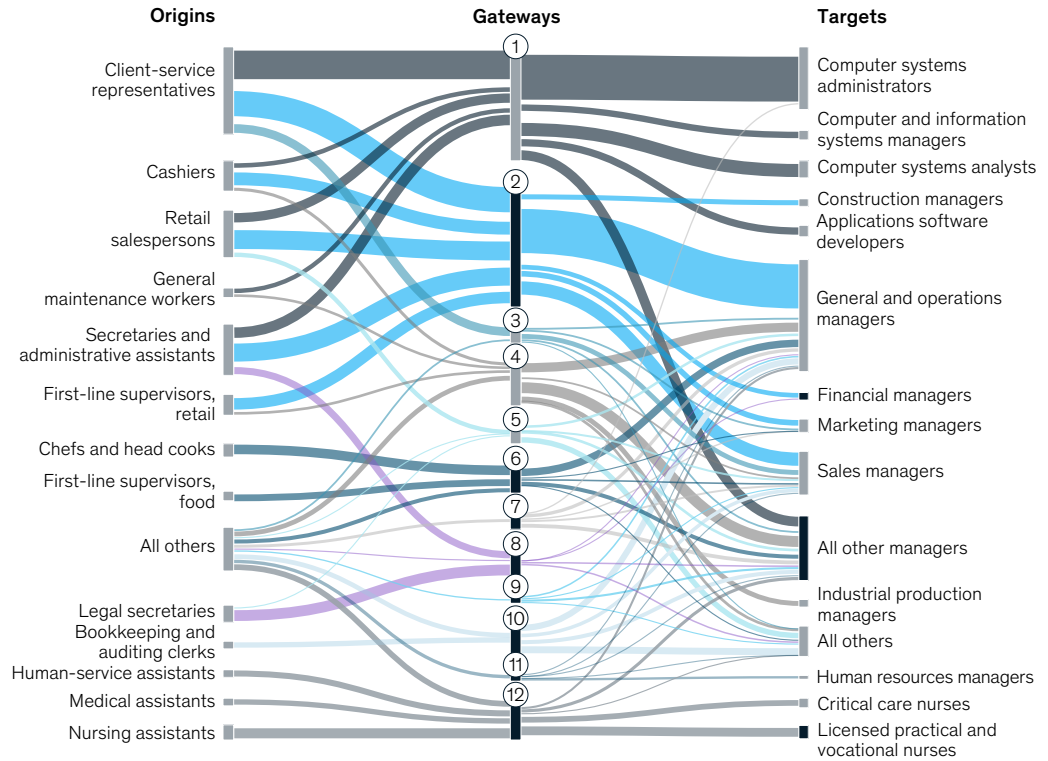 Origins
Gateways
Targets
Client-service
representatives
Cashiers
Retail
salespersons
General
maintenance workers
Secretaries and
administrative assistants
First-line supervisors,
retail
Chefs and head cooks
First-line supervisors,
food
All others
Legal secretaries
Bookkeeping and
auditing clerks
Human-service assistants
Medical assistants
Nursing assistants
1
2
3
4
5
6
7
8
9
10
11
12
Computer systems
administrators
Computer and information
systems managers
Computer systems analysts
Construction managers
Applications software
developers
General and operations
managers
Financial managers
Marketing managers
Sales managers
All other managers
Industrial production
managers
All others
Human resources managers
Critical care nurses
Licensed practical and
vocational nurses